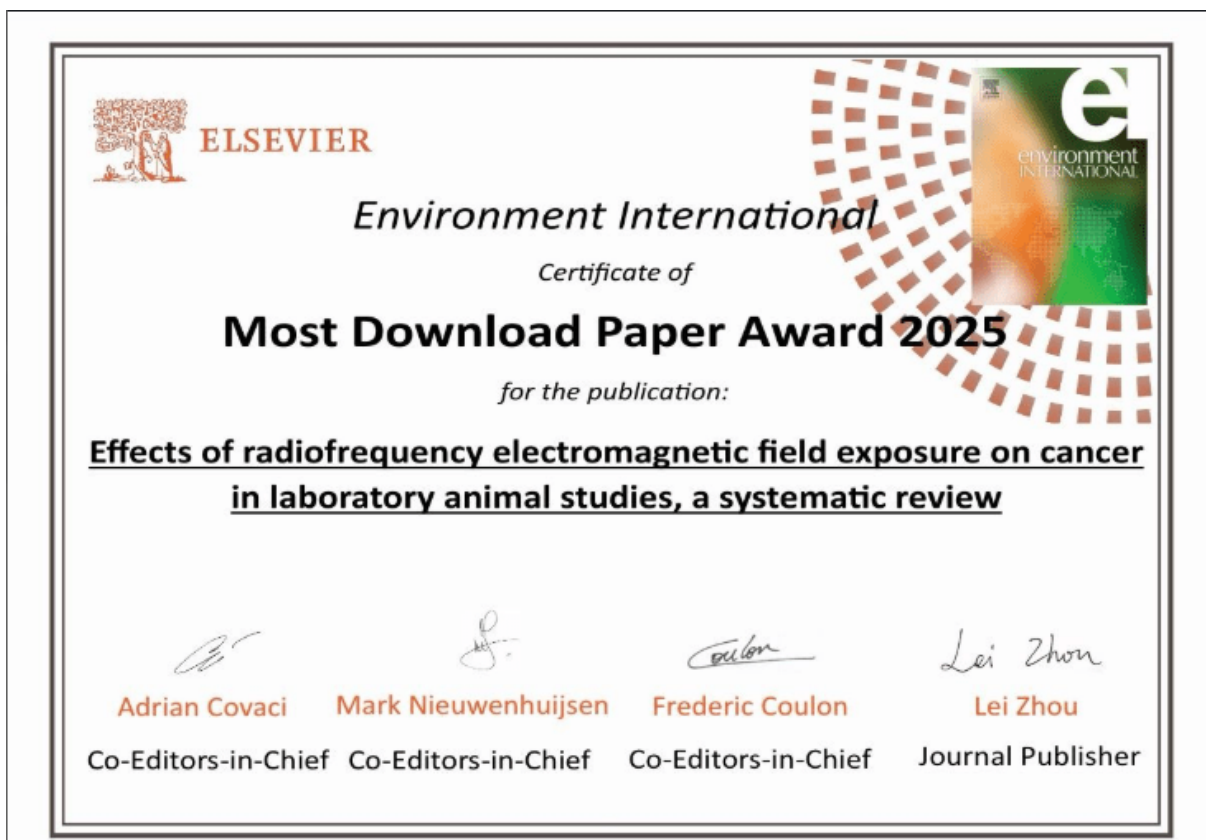 ELSEVIER
e
environment
INTERNATIONAL
Environment International
Certificate of
Most Download Paper Award 2025
for the publication:
Effects of radiofrequency electromagnetic field exposure on cancer
in laboratory animal studies, a systematic review
Coulon
Lei Zhou
Adrian Covaci Mark Nieuwenhuijsen Frederic Coulon Lei Zhou
Co-Editors-in-Chief Co-Editors-in-Chief Co-Editors-in-Chief Journal Publisher